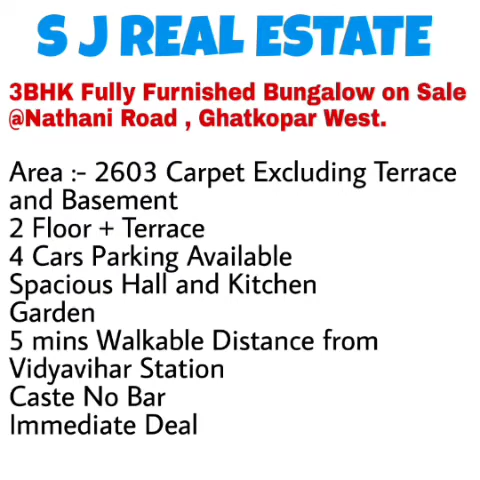 S J REAL ESTATE
3BHK Fully Furnished Bungalow on Sale
@Nathani Road , Ghatkopar West.
Area :- 2603 Carpet Excluding Terrace
and Basement
2 Floor + Terrace
4 Cars Parking Available
Spacious Hall and Kitchen
Garden
5 mins Walkable Distance from
Vidyavihar Station
Caste No Bar
Immediate Deal